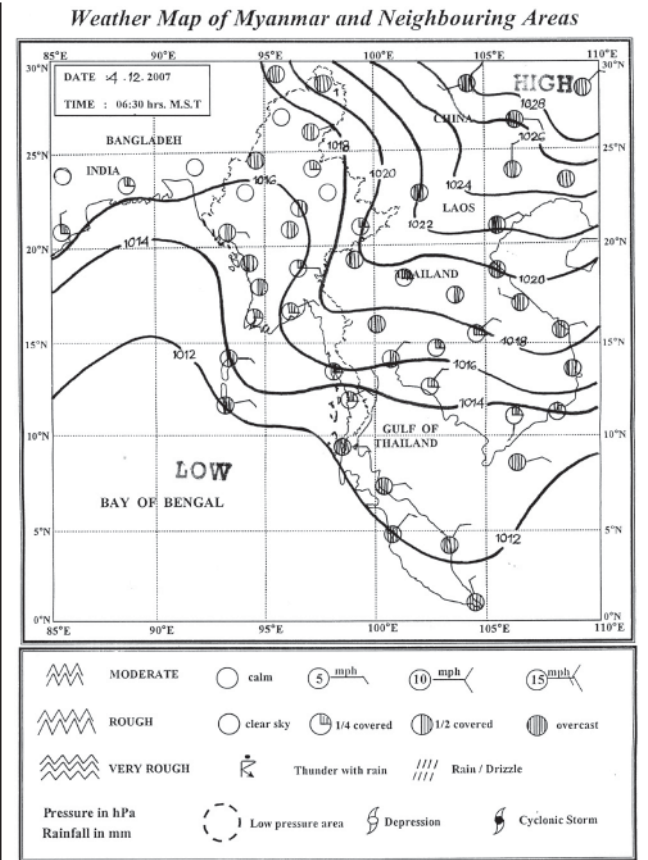 Weather Map of Myanmar and Neighbouring Areas
85°E 90°E 95°E 100°E 105°E 110°E
30°N 30°N
DATE : 4 . 12 . 2007
TIME : 06:30 hrs. M.S.T
HIGH
1028
CHINA
1026
BANGLADEH
1018
25°N 25°N
INDIA
1016
1020
1024
LAOS
1022
20°N 20°N
1014
THAILAND
1020
15°N 15°N
1018
1012
1016
1014
10°N 10°N
GULF OF
THAILAND
LOW
BAY OF BENGAL
5°N 5°N
1012
0°N 0°N
85°E 90°E 95°E 100°E 105°E 110°E
MODERATE calm 5 mph 10 mph 15 mph
ROUGH clear sky 1/4 covered 1/2 covered overcast
VERY ROUGH Thunder with rain Rain / Drizzle
Pressure in hPa
Rainfall in mm
Low pressure area Depression Cyclonic Storm